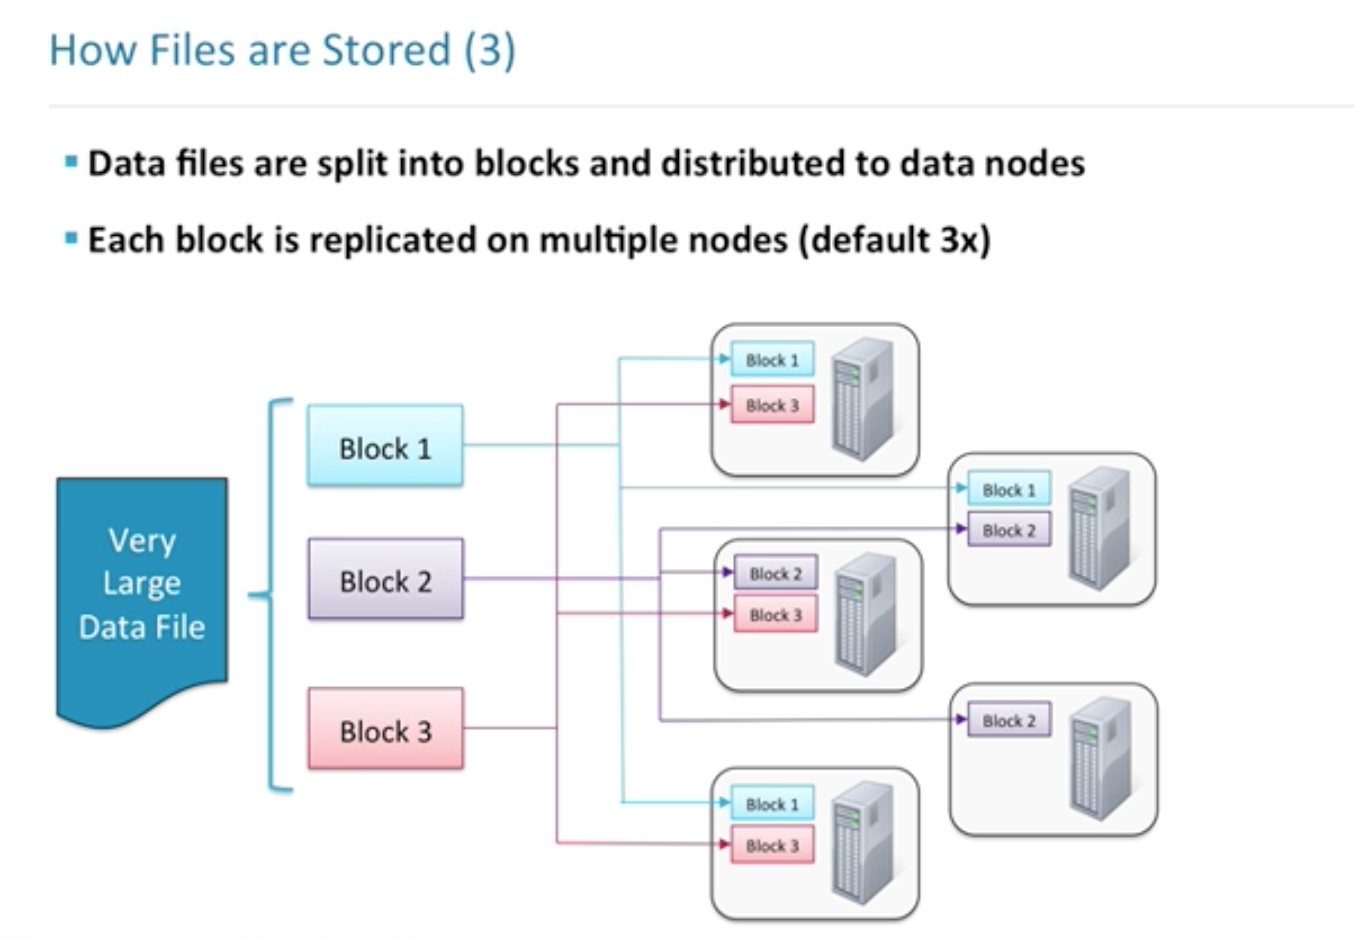 How Files are Stored (3)
Data files are split into blocks and distributed to data nodes
Each block is replicated on multiple nodes (default 3x)
Very
Large
Data File
Block 1
Block 2
Block 3
Block 1
Block 3
Block 1
Block 2
Block 2
Block 3
Block 2
Block 1
Block 3